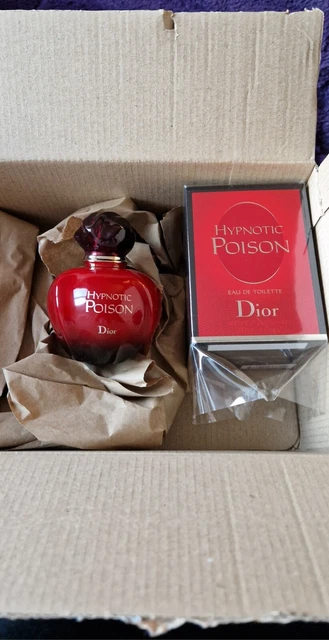 HYPNOTIC
POISON
Dior
HYPNOTIC
POISON
EAU DE TOILETTE
Dior